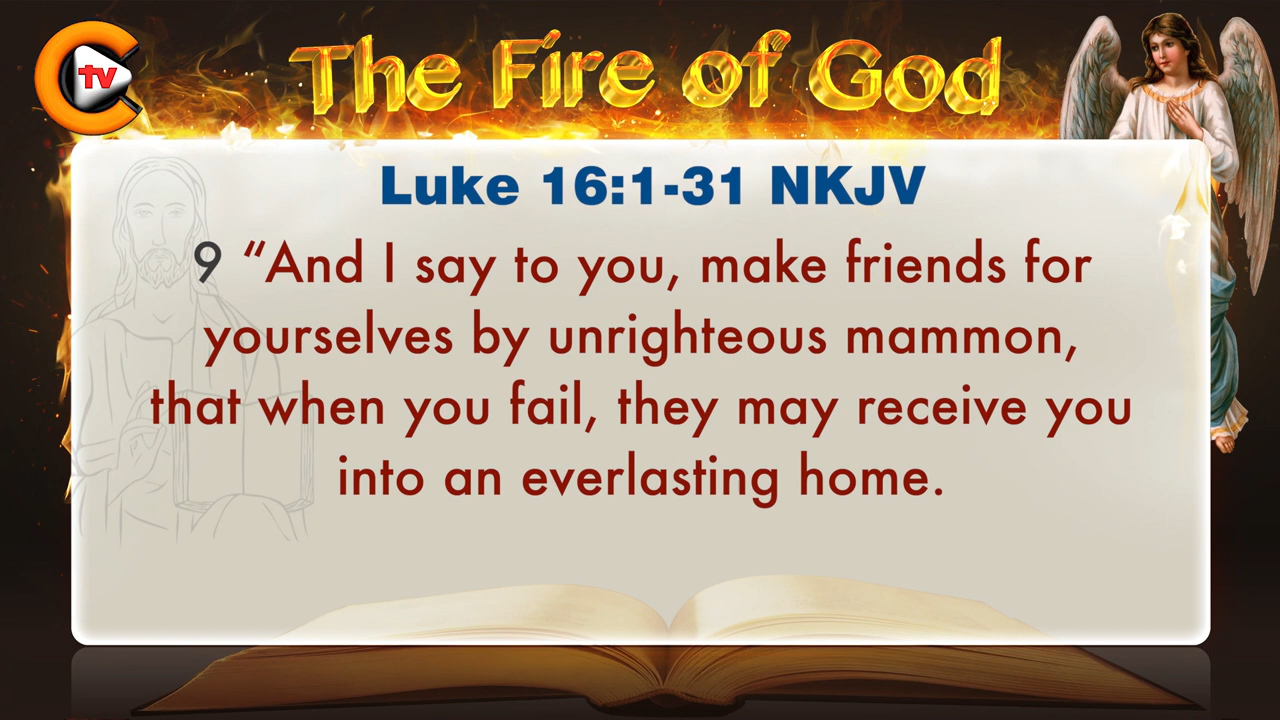 tv
The Fire of God
Luke 16:1-31 NKJV
9 “And I say to you, make friends for
yourselves by unrighteous mammon,
that when you fail, they may receive you
into an everlasting home.